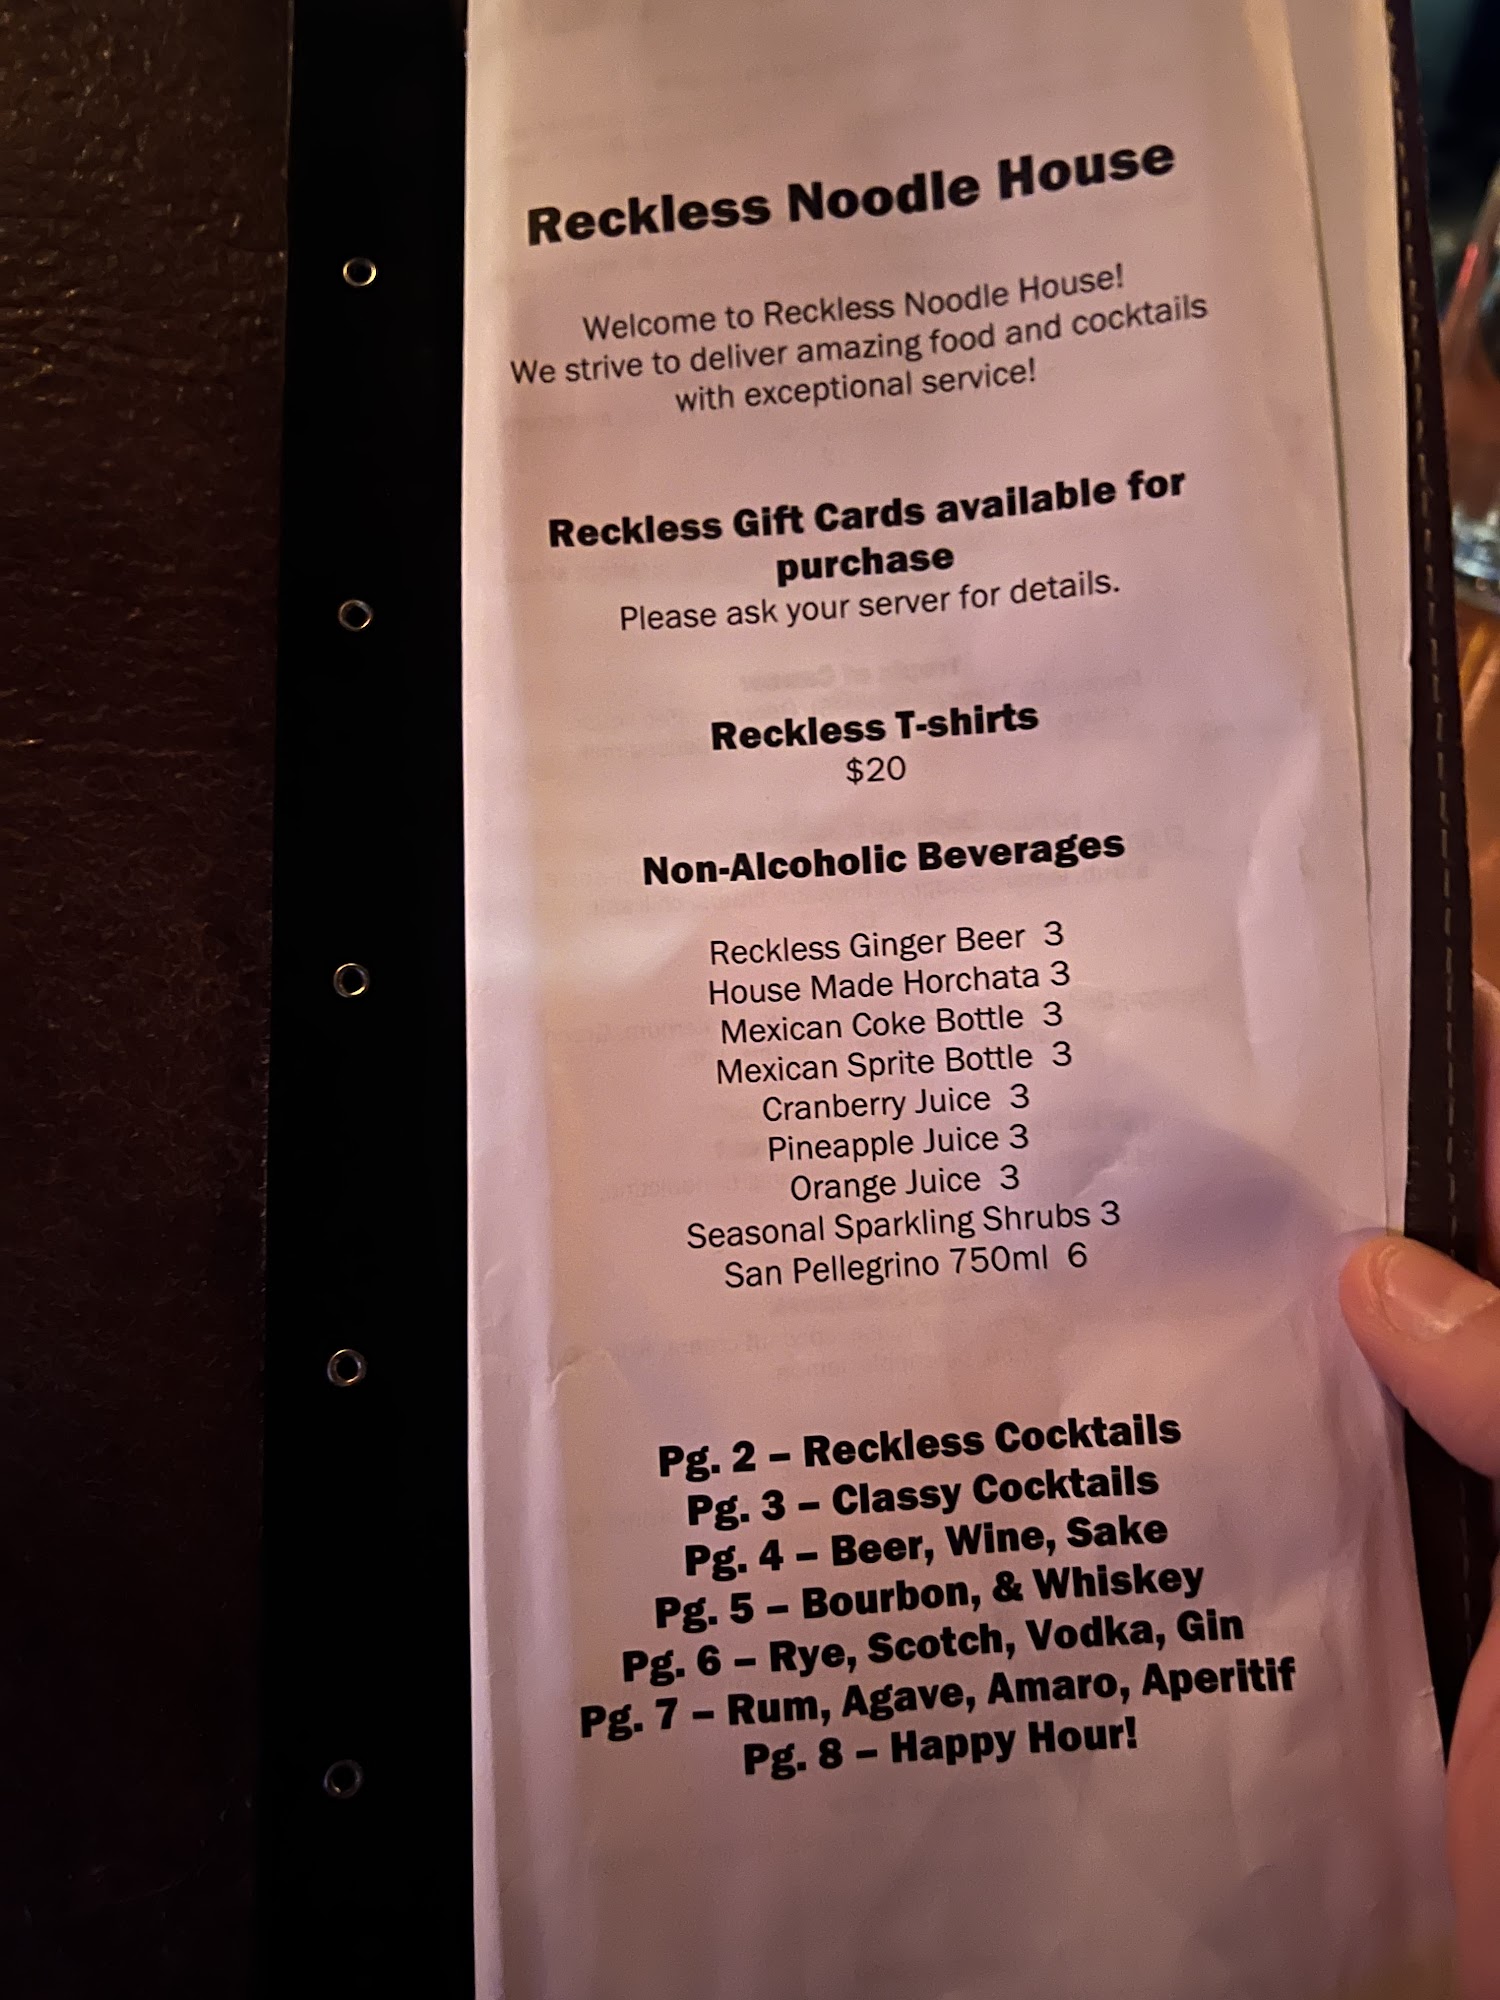 Reckless Noodle House
Welcome to Reckless Noodle House!
We strive to deliver amazing food and cocktails
with exceptional service!
Reckless Gift Cards available for
purchase
Please ask your server for details.
Reckless T-shirts
$20
Non-Alcoholic Beverages
Reckless Ginger Beer 3
House Made Horchata 3
Mexican Coke Bottle 3
Mexican Sprite Bottle 3
Cranberry Juice 3
Pineapple Juice 3
Orange Juice 3
Seasonal Sparkling Shrubs 3
San Pellegrino 750ml 6
Pg. 2 – Reckless Cocktails
Pg. 3 – Classy Cocktails
Pg. 4 – Beer, Wine, Sake
Pg. 5 – Bourbon, & Whiskey
Pg. 6 – Rye, Scotch, Vodka, Gin
Pg. 7 – Rum, Agave, Amaro, Aperitif
Pg. 8 – Happy Hour!